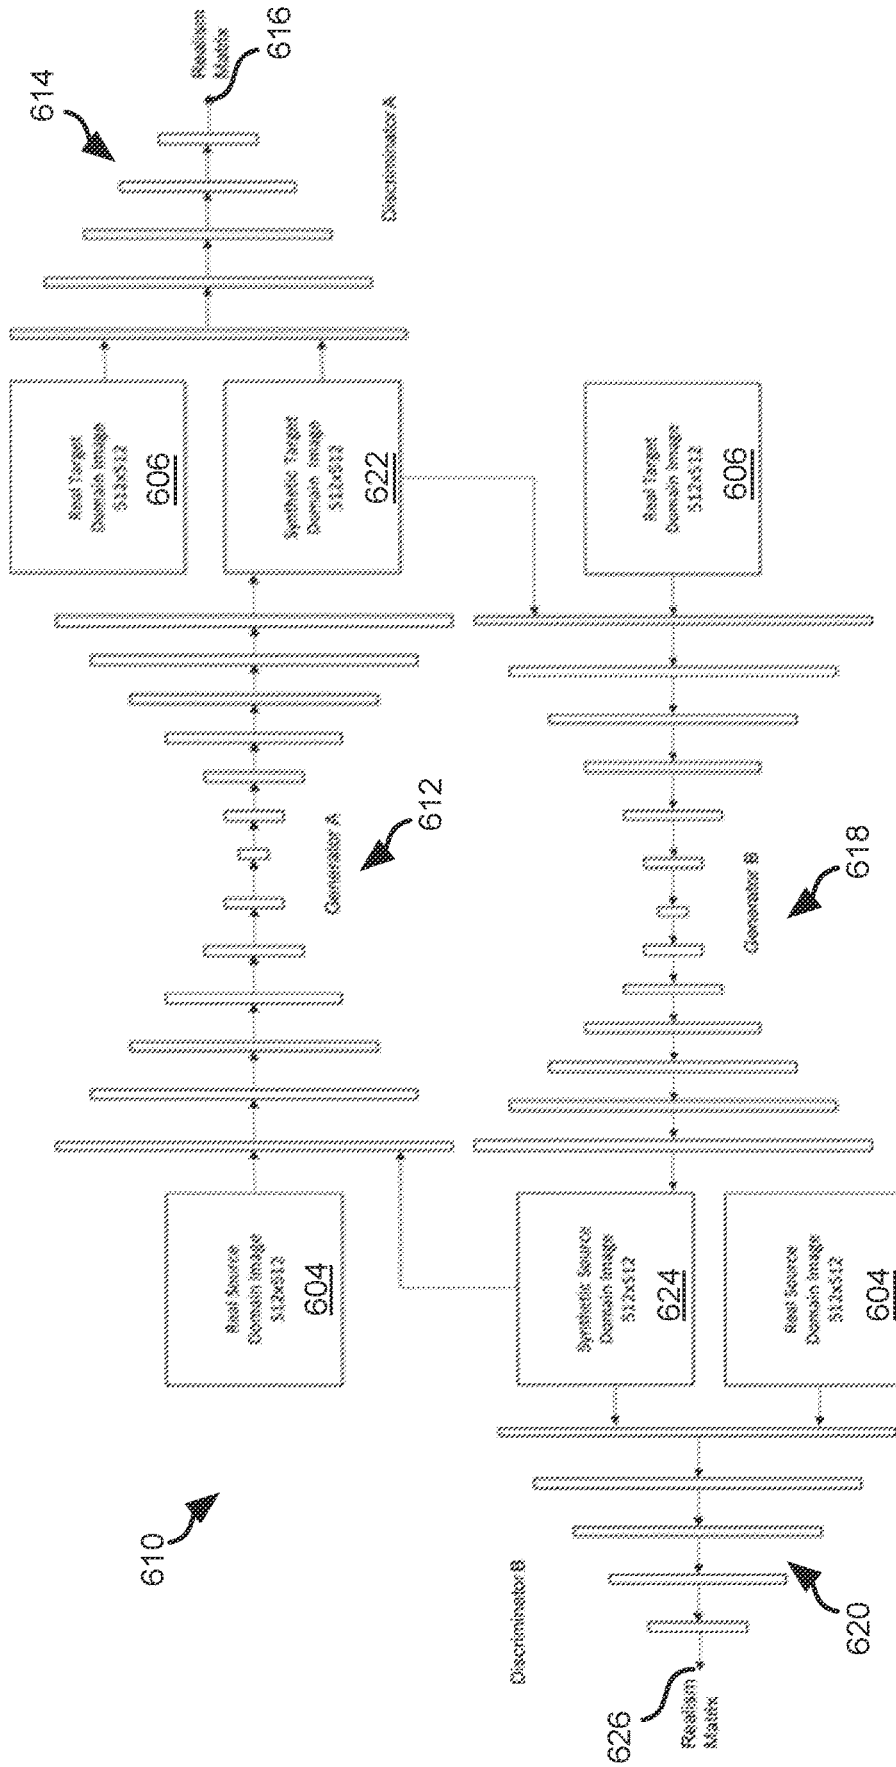 610
Real Source
Domain Image
512x512
604
Generator A
612
Real Target
Domain Image
512x512
606
Synthetic Target
Domain Image
512x512
622
Discriminator A
614
Realism
Matrix
616
626
Realism
Matrix
Discriminator B
620
Synthetic Source
Domain Image
512x512
624
Real Source
Domain Image
512x512
604
Generator B
618
Real Target
Domain Image
512x512
606